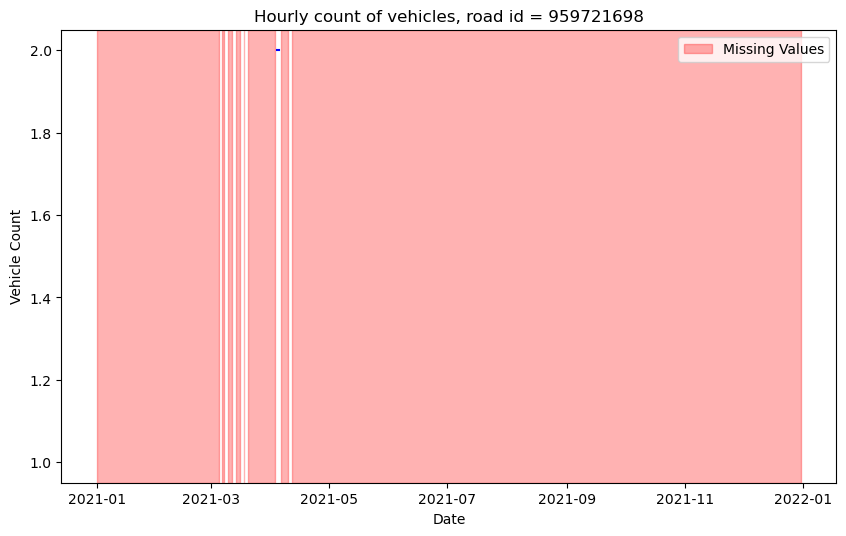 Hourly count of vehicles, road id = 959721698
Missing Values
Vehicle Count
2.0
1.8
1.6
1.4
1.2
1.0
2021-01 2021-03 2021-05 2021-07 2021-09 2021-11 2022-01
Date